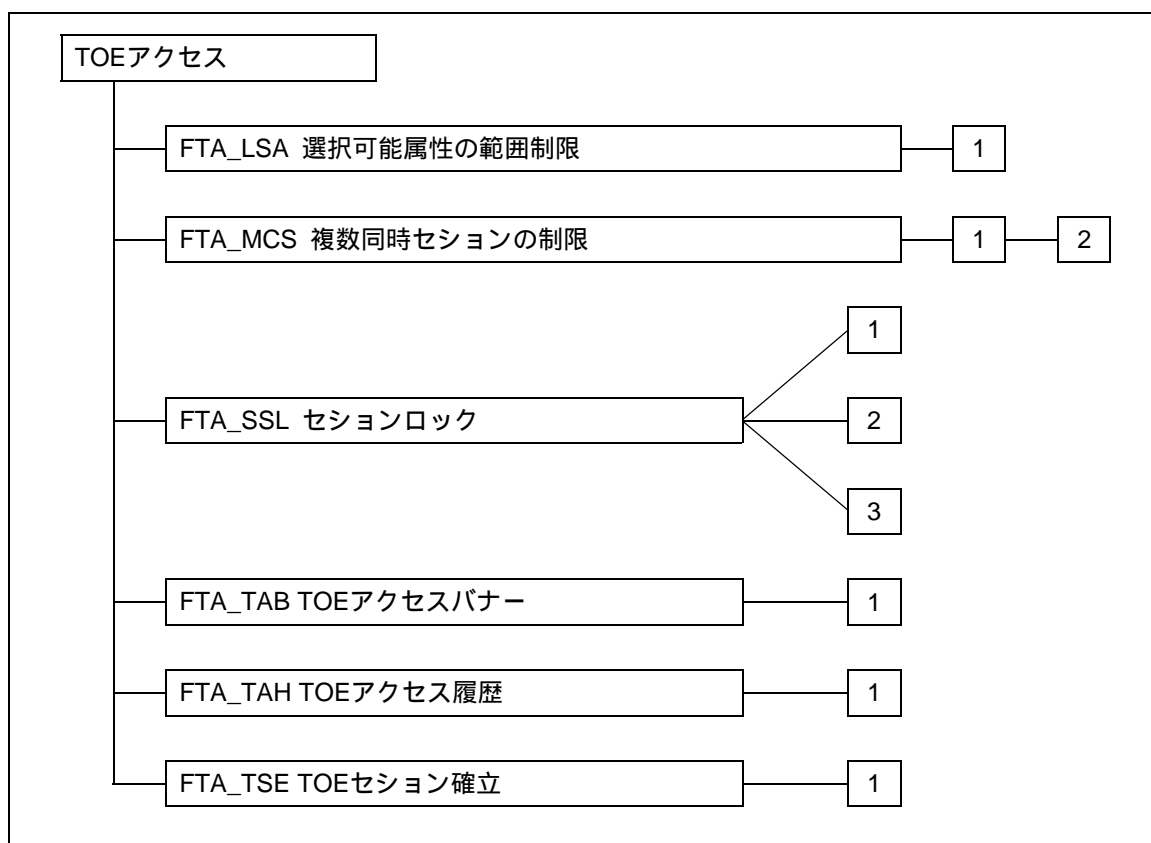 TOEアクセス
FTA_LSA 選択可能属性の範囲制限 1
FTA_MCS 複数同時セションの制限 1 2
1
FTA_SSL セションロック 2
3
FTA_TAB TOEアクセスバナー 1
FTA_TAH TOEアクセス履歴 1
FTA_TSE TOEセション確立 1